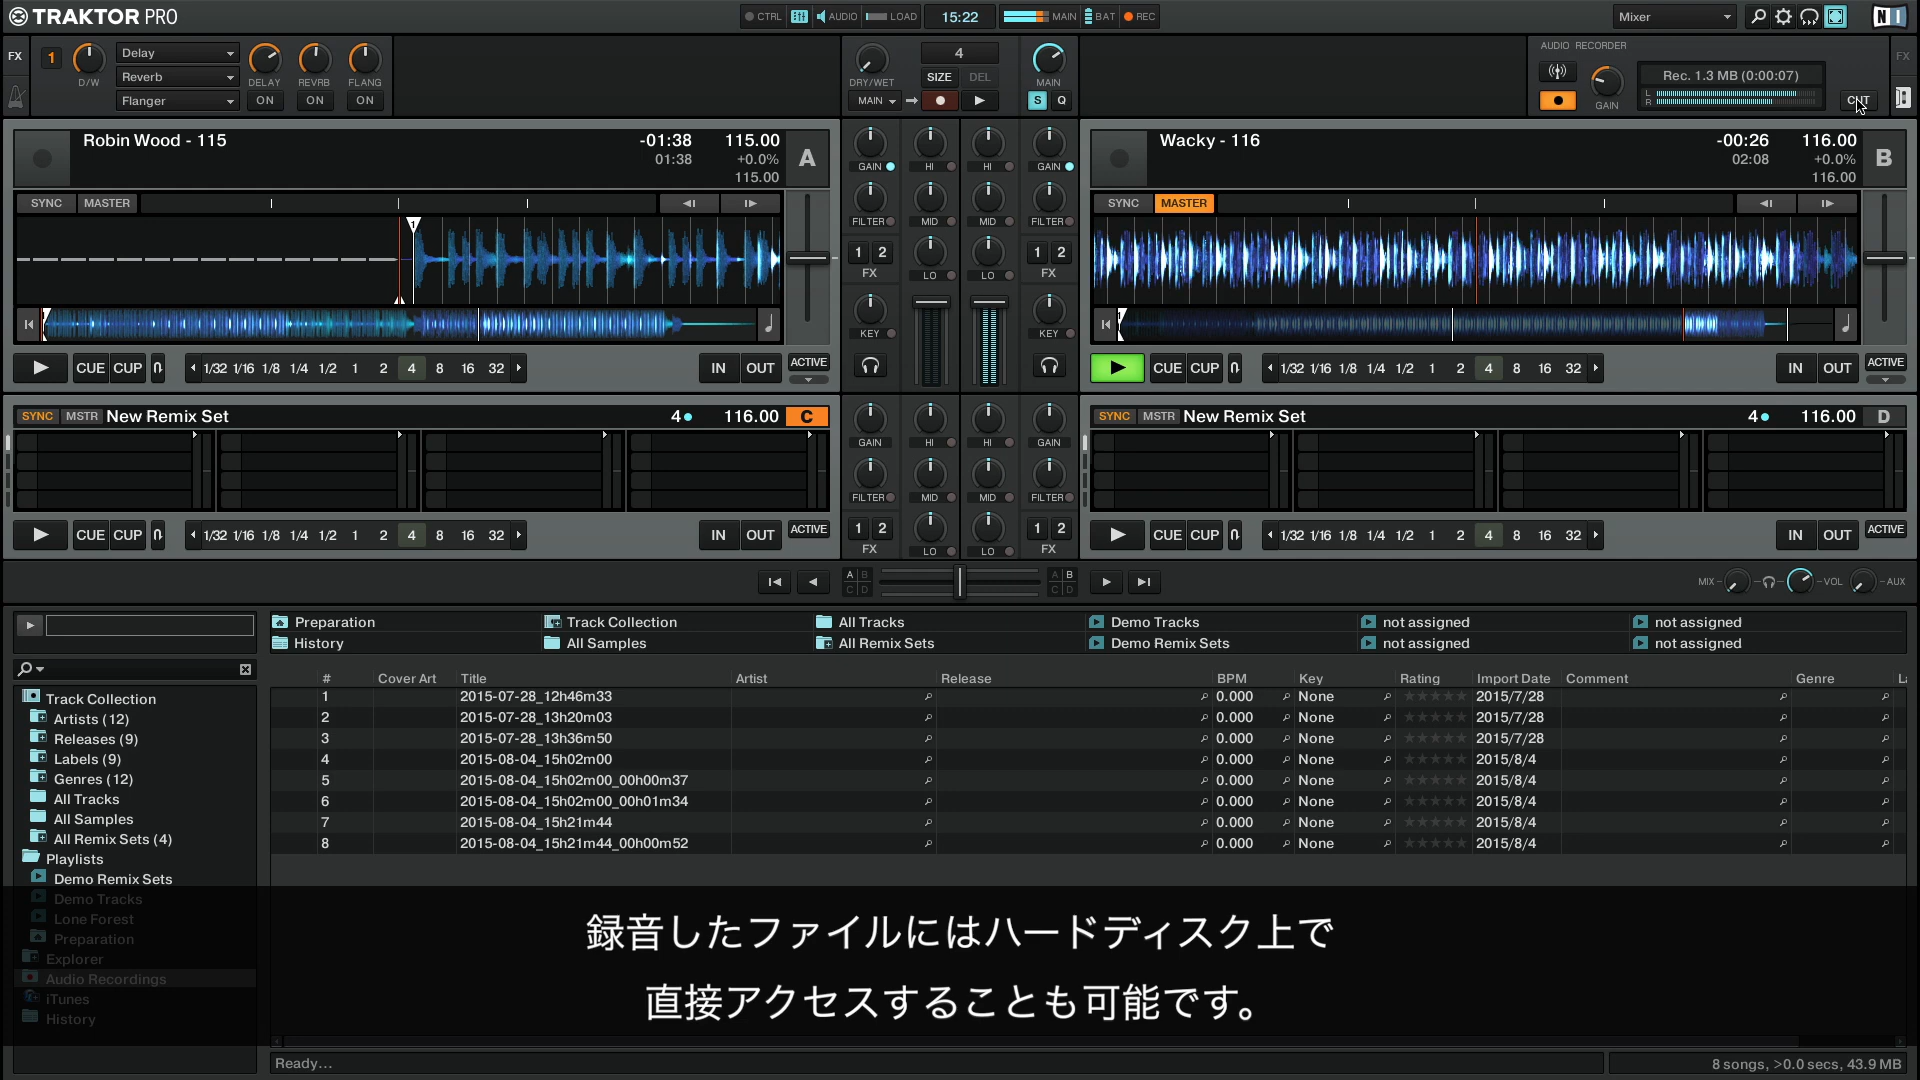 TRAKTOR PRO
CTRL AUDIO LOAD 15:22 MAIN BAT REC
Mixer
NI
FX 1 D/W
Delay
Reverb
Flanger
DELAY REVRB FLANG
ON ON ON
DRY/WET 4 MAIN
SIZE DEL
MAIN S Q
AUDIO RECORDER
GAIN
Rec. 1.3 MB (0:00:07)
L
R
CUT
FX
Robin Wood - 115 -01:38 115.00
01:38 +0.0%
115.00
A
SYNC MASTER
1
CUE CUP 1/32 1/16 1/8 1/4 1/2 1 2 4 8 16 32 IN OUT ACTIVE
GAIN HI HI GAIN
FILTER MID MID FILTER
1 2 1 2
FX LO LO FX
KEY KEY
Wacky - 116 -00:26 116.00
02:08 +0.0%
116.00
B
SYNC MASTER
CUE CUP 1/32 1/16 1/8 1/4 1/2 1 2 4 8 16 32 IN OUT ACTIVE
SYNC MSTR New Remix Set 4 116.00 C
CUE CUP 1/32 1/16 1/8 1/4 1/2 1 2 4 8 16 32 IN OUT ACTIVE
GAIN HI HI GAIN
FILTER MID MID FILTER
1 2 1 2
FX LO LO FX
SYNC MSTR New Remix Set 4 116.00 D
CUE CUP 1/32 1/16 1/8 1/4 1/2 1 2 4 8 16 32 IN OUT ACTIVE
A B A B
C D C D
MIX VOL AUX
Preparation Track Collection All Tracks Demo Tracks not assigned not assigned
History All Samples All Remix Sets Demo Remix Sets not assigned not assigned
Track Collection
Artists (12)
Releases (9)
Labels (9)
Genres (12)
All Tracks
All Samples
All Remix Sets (4)
Playlists
Demo Remix Sets
Demo Tracks
Lone Forest
Preparation
Explorer
Audio Recordings
iTunes
History
# Cover Art Title Artist Release BPM Key Rating Import Date Comment Genre
1 2015-07-28_12h46m33 0.000 None 2015/7/28
2 2015-07-28_13h20m03 0.000 None 2015/7/28
3 2015-07-28_13h36m50 0.000 None 2015/7/28
4 2015-08-04_15h02m00 0.000 None 2015/8/4
5 2015-08-04_15h02m00_00h00m37 0.000 None 2015/8/4
6 2015-08-04_15h02m00_00h01m34 0.000 None 2015/8/4
7 2015-08-04_15h21m44 0.000 None 2015/8/4
8 2015-08-04_15h21m44_00h00m52 0.000 None 2015/8/4
録音したファイルにはハードディスク上で
直接アクセスすることも可能です。
Ready...
8 songs, >0.0 secs, 43.9 MB